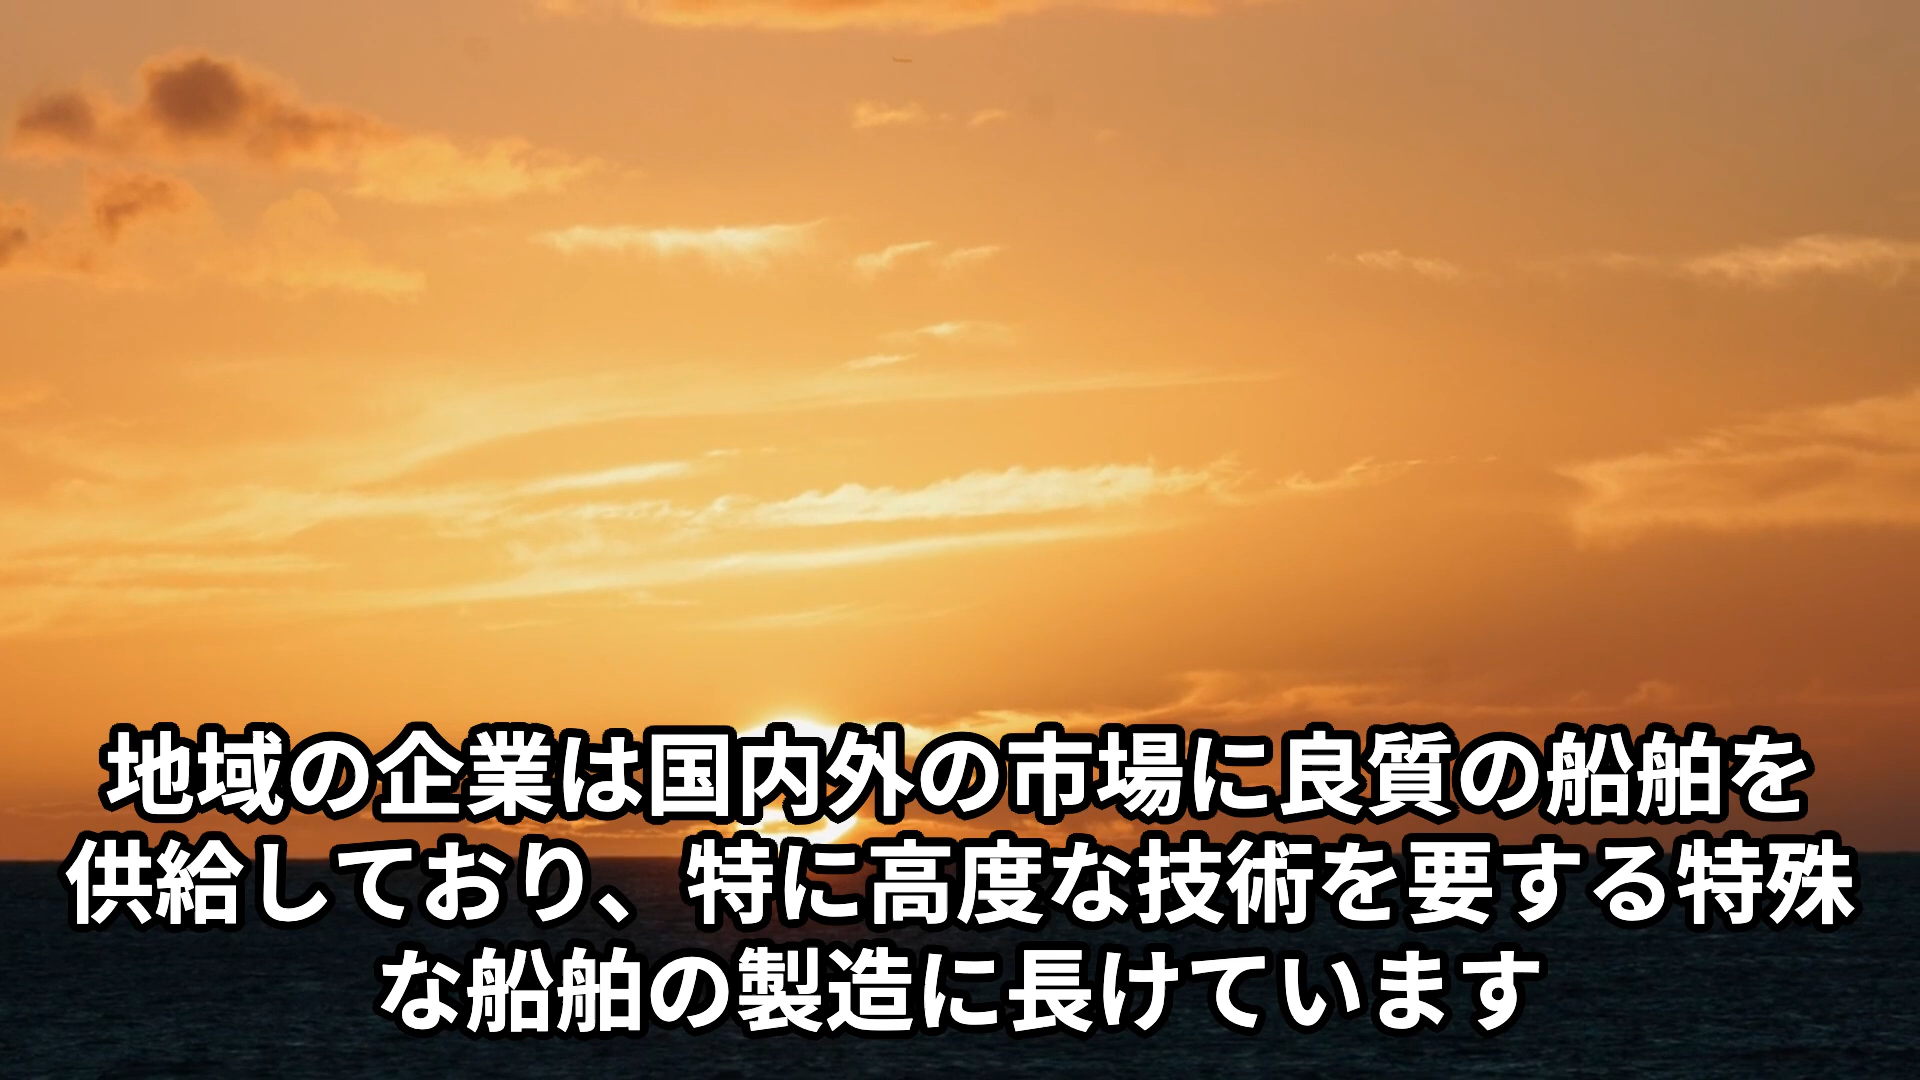 地域の企業は国内外の市場に良質の船舶を
供給しており、特に高度な技術を要する特殊
な船舶の製造に長けています